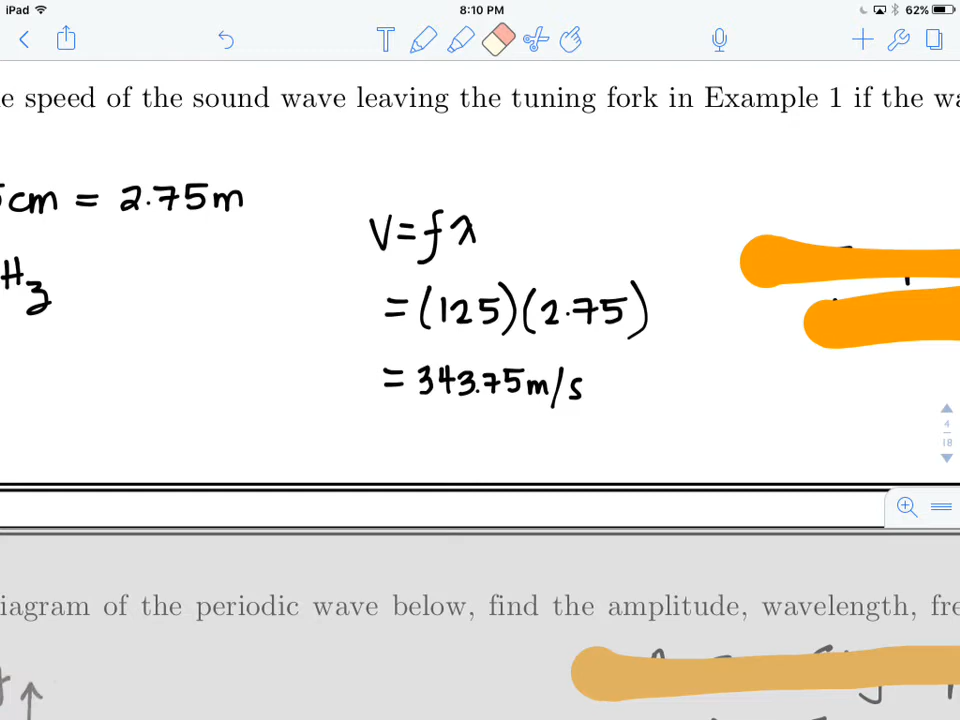 iPad 8:10 PM 62%
e speed of the sound wave leaving the tuning fork in Example 1 if the wa
5cm = 2.75m
Hz
V=fλ
=(125)(2.75)
= 343.75m/s
4
18
iagram of the periodic wave below, find the amplitude, wavelength, fre